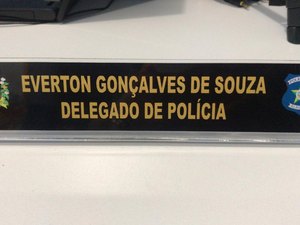 EVERTON GONÇALVES DE SOUZA
DELEGADO DE POLÍCIA